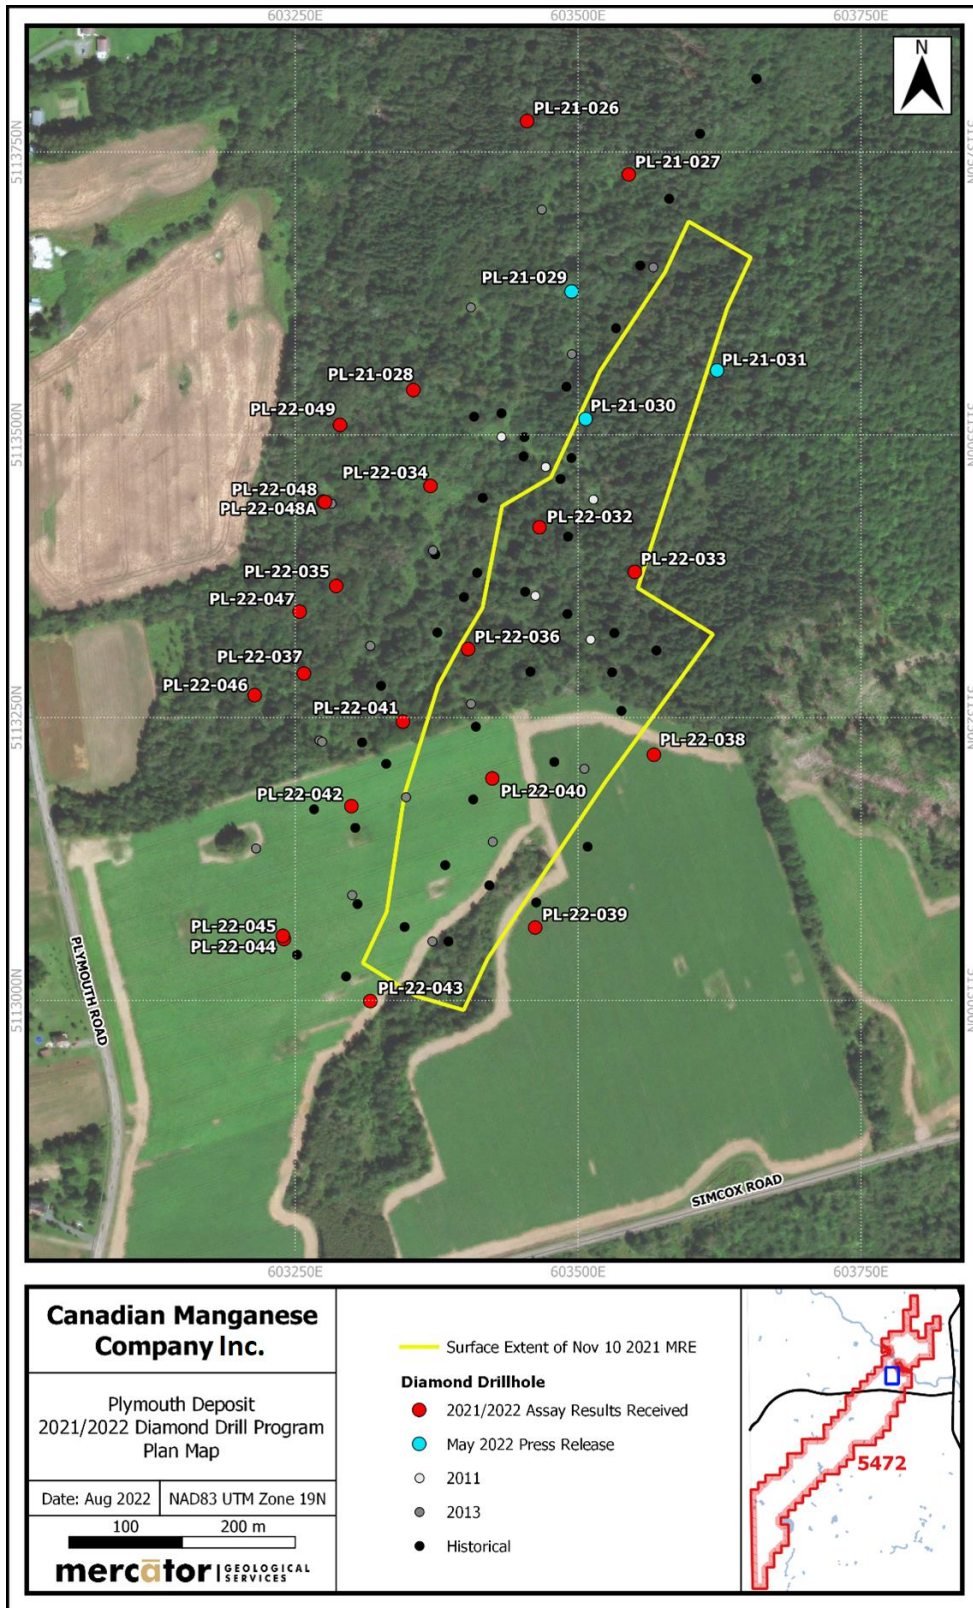 603250E 603500E 603750E
N
5113750N
5113750N
PL-21-026
PL-21-027
PL-21-029
PL-21-031
PL-21-028
PL-21-030
PL-22-049
5113500N
5113500N
PL-22-034
PL-22-048
PL-22-048A
PL-22-032
PL-22-033
PL-22-035
PL-22-047
PL-22-036
PL-22-037
PL-22-046
PL-22-041
5113250N
5113250N
PL-22-038
PL-22-040
PL-22-042
PL-22-039
PL-22-045
PL-22-044
PL-22-043
5113000N
5113000N
PLYMOUTH ROAD
SIMCOX ROAD
603250E 603500E 603750E
Canadian Manganese
Company Inc.
Plymouth Deposit
2021/2022 Diamond Drill Program
Plan Map
Date: Aug 2022 NAD83 UTM Zone 19N
100 200 m
mercātor GEOLOGICAL
SERVICES
Surface Extent of Nov 10 2021 MRE
Diamond Drillhole
2021/2022 Assay Results Received
May 2022 Press Release
2011
2013
Historical
5472